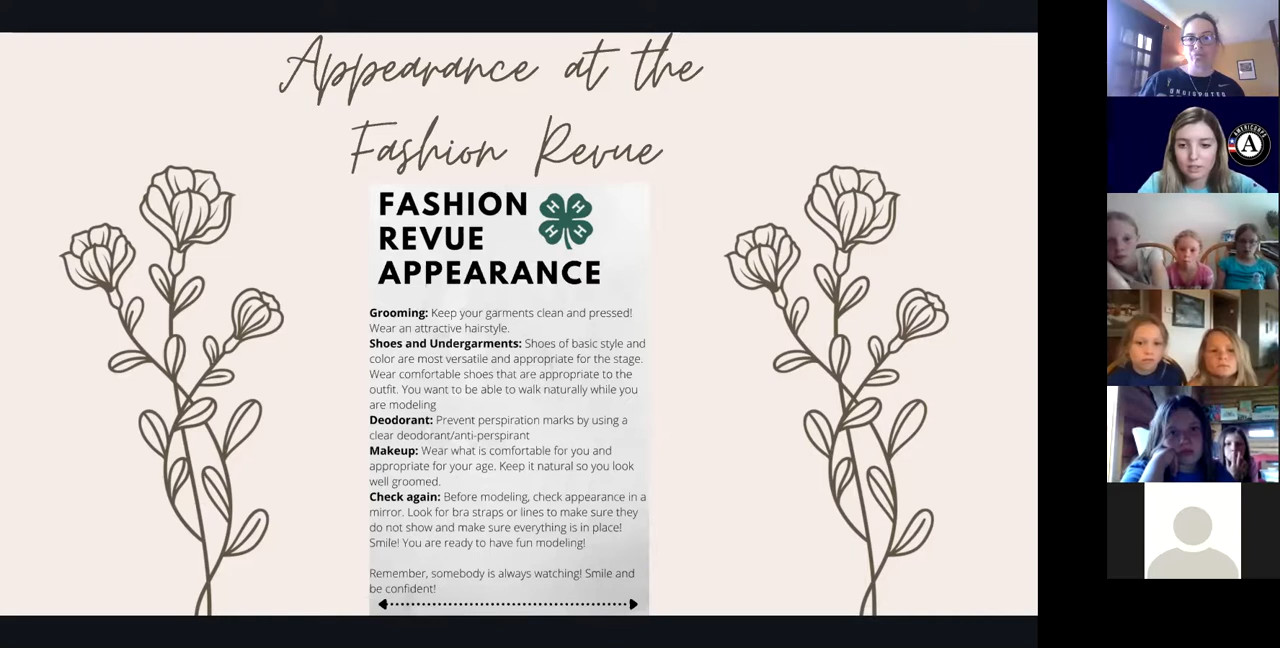 Appearance at the
Fashion Revue
FASHION
REVUE
APPEARANCE
H H
H H
Grooming: Keep your garments clean and pressed!
Wear an attractive hairstyle.
Shoes and Undergarments: Shoes of basic style and
color are most versatile and appropriate for the stage.
Wear comfortable shoes that are appropriate to the
outfit. You want to be able to walk naturally while you
are modeling
Deodorant: Prevent perspiration marks by using a
clear deodorant/anti-perspirant
Makeup: Wear what is comfortable for you and
appropriate for your age. Keep it natural so you look
well groomed.
Check again: Before modeling, check appearance in a
mirror. Look for bra straps or lines to make sure they
do not show and make sure everything is in place!
Smile! You are ready to have fun modeling!
Remember, somebody is always watching! Smile and
be confident!
AMERICORPS
A